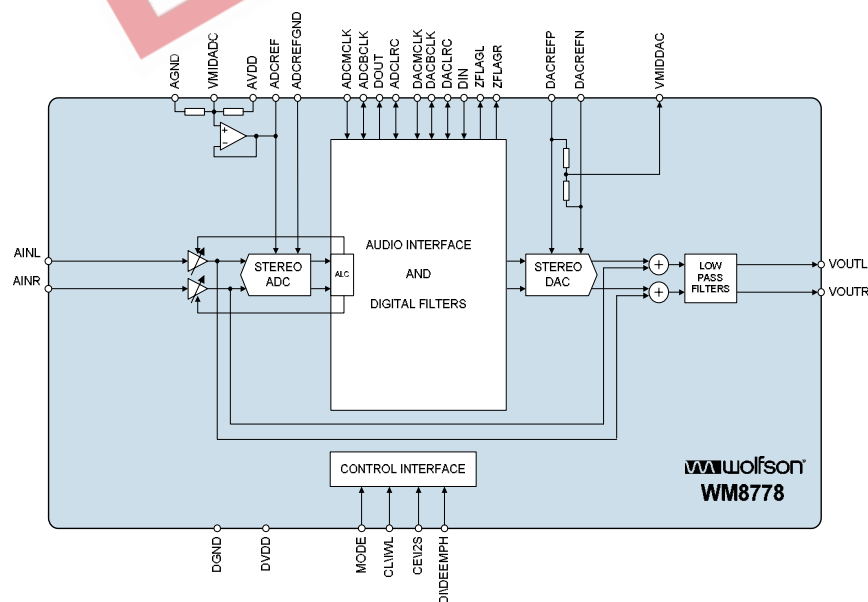 AGND
VMIDADC
AVDD
ADCREF
ADCREFGND
ADCMCLK
ADCBCLK
DOUT
ADCLRC
DACMCLK
DACBCLK
DACLRC
DIN
ZFLAGL
ZFLAGR
DACREFP
DACREFN
VMIDDAC
+
−
AINL
AINR
STEREO
ADC
ALC
AUDIO INTERFACE
AND
DIGITAL FILTERS
STEREO
DAC
+
+
LOW
PASS
FILTERS
VOUTL
VOUTR
CONTROL INTERFACE
wolfson
WM8778
DGND
DVDD
MODE
CL\IWL
CE\I2S
DI\DEEMPH